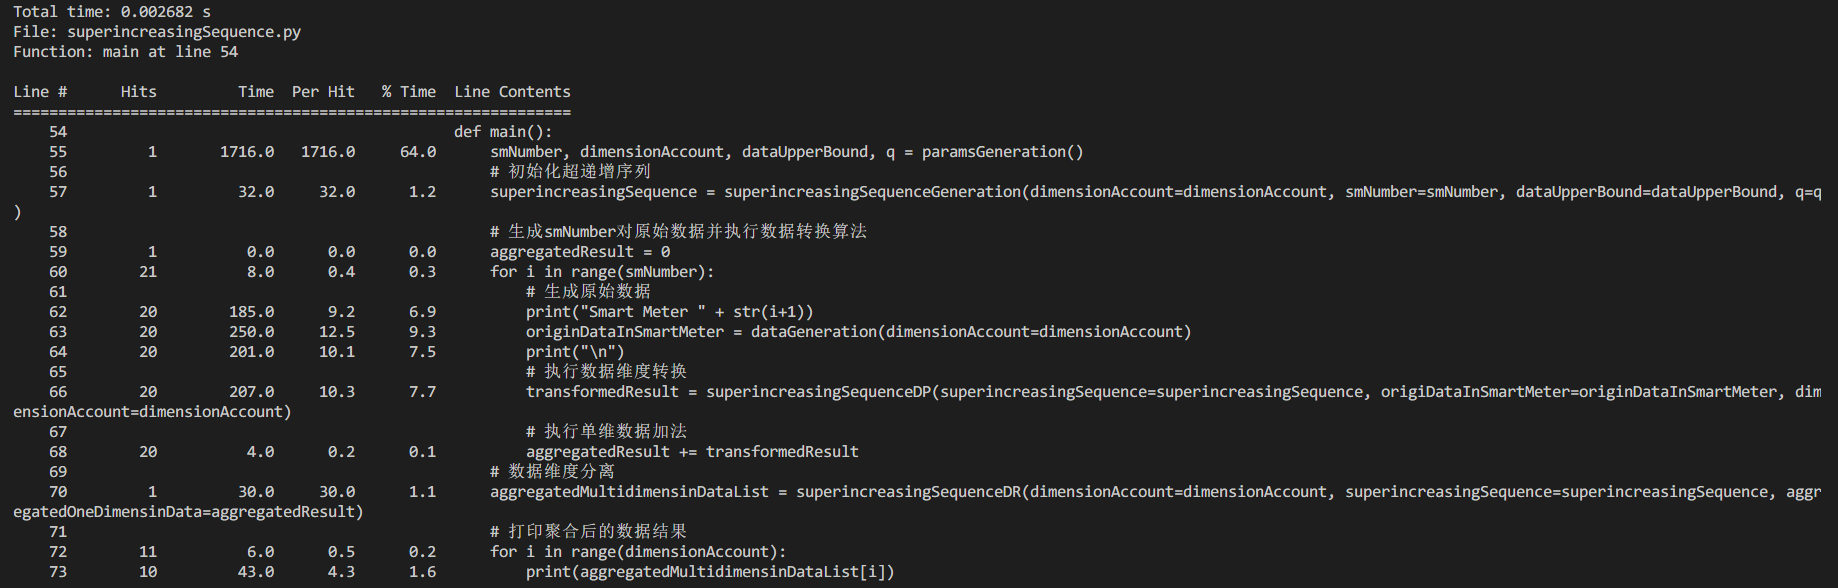 Total time: 0.002682 s
File: superincreasingSequence.py
Function: main at line 54
Line #      Hits         Time  Per Hit   % Time  Line Contents
==============================================================
    54                                           def main():
    55         1       1716.0   1716.0     64.0      smNumber, dimensionAccount, dataUpperBound, q = paramsGeneration()
    56                                               # 初始化超递增序列
    57         1         32.0     32.0      1.2      superincreasingSequence = superincreasingSequenceGeneration(dimensionAccount=dimensionAccount, smNumber=smNumber, dataUpperBound=dataUpperBound, q=q
)
    58                                               # 生成smNumber对原始数据并执行数据转换算法
    59         1          0.0      0.0      0.0      aggregatedResult = 0
    60        21          8.0      0.4      0.3      for i in range(smNumber):
    61                                                   # 生成原始数据
    62        20        185.0      9.2      6.9          print("Smart Meter " + str(i+1))
    63        20        250.0     12.5      9.3          originDataInSmartMeter = dataGeneration(dimensionAccount=dimensionAccount)
    64        20        201.0     10.1      7.5          print("\n")
    65                                                   # 执行数据维度转换
    66        20        207.0     10.3      7.7          transformedResult = superincreasingSequenceDP(superincreasingSequence=superincreasingSequence, origiDataInSmartMeter=originDataInSmartMeter, dim
ensionAccount=dimensionAccount)
    67                                                   # 执行单维数据加法
    68        20          4.0      0.2      0.1          aggregatedResult += transformedResult
    69                                               # 数据维度分离
    70         1         30.0     30.0      1.1      aggregatedMultidimensinDataList = superincreasingSequenceDR(dimensionAccount=dimensionAccount, superincreasingSequence=superincreasingSequence, aggr
egatedOneDimensinData=aggregatedResult)
    71                                               # 打印聚合后的数据结果
    72        11          6.0      0.5      0.2      for i in range(dimensionAccount):
    73        10         43.0      4.3      1.6          print(aggregatedMultidimensinDataList[i])